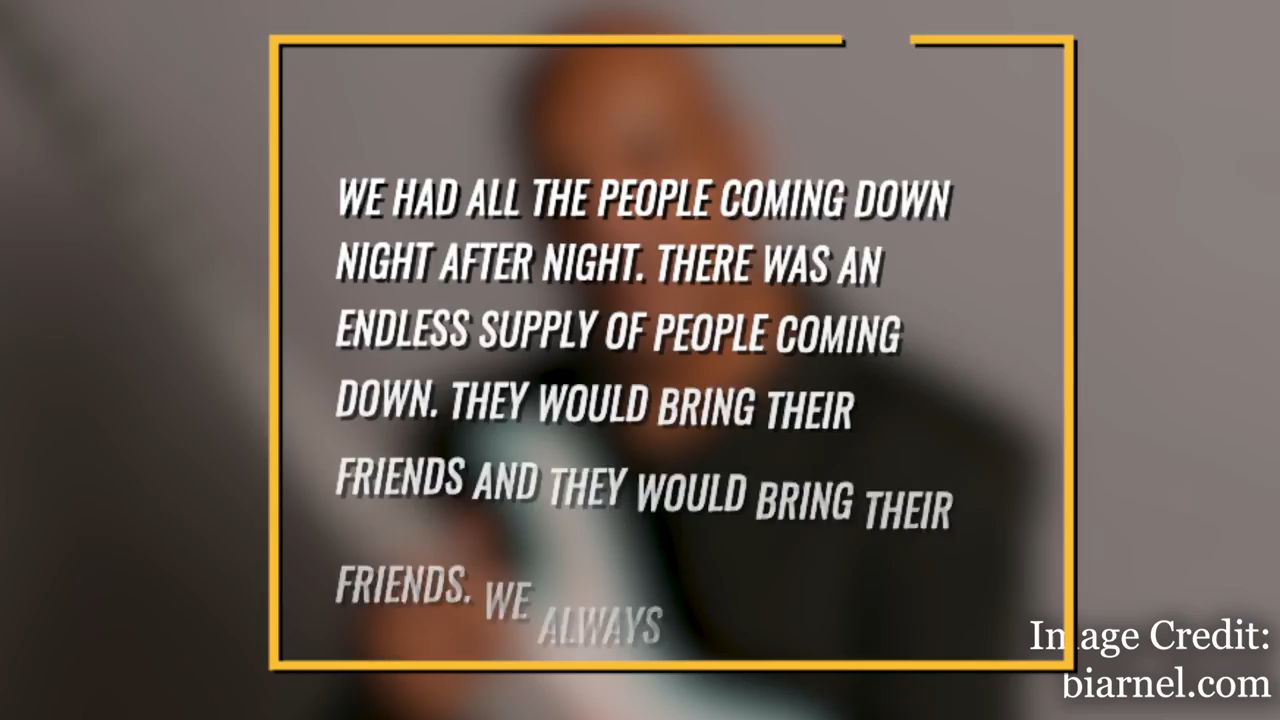 WE HAD ALL THE PEOPLE COMING DOWN
NIGHT AFTER NIGHT. THERE WAS AN
ENDLESS SUPPLY OF PEOPLE COMING
DOWN. THEY WOULD BRING THEIR
FRIENDS AND THEY WOULD BRING THEIR
FRIENDS. WE ALWAYS
Image Credit:
biarnel.com